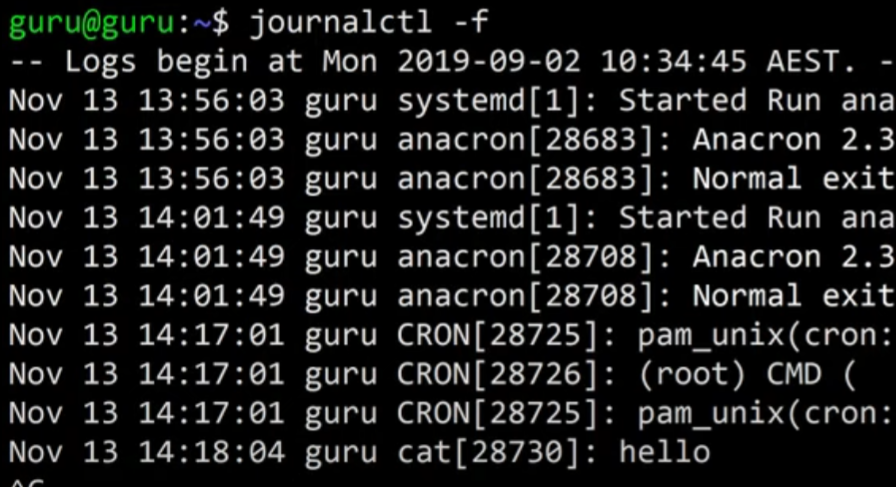 guru@guru:~$ journalctl -f
-- Logs begin at Mon 2019-09-02 10:34:45 AEST. -
Nov 13 13:56:03 guru systemd[1]: Started Run ana
Nov 13 13:56:03 guru anacron[28683]: Anacron 2.3
Nov 13 13:56:03 guru anacron[28683]: Normal exit
Nov 13 14:01:49 guru systemd[1]: Started Run ana
Nov 13 14:01:49 guru anacron[28708]: Anacron 2.3
Nov 13 14:01:49 guru anacron[28708]: Normal exit
Nov 13 14:17:01 guru CRON[28725]: pam_unix(cron:
Nov 13 14:17:01 guru CRON[28726]: (root) CMD (
Nov 13 14:17:01 guru CRON[28725]: pam_unix(cron:
Nov 13 14:18:04 guru cat[28730]: hello
^C